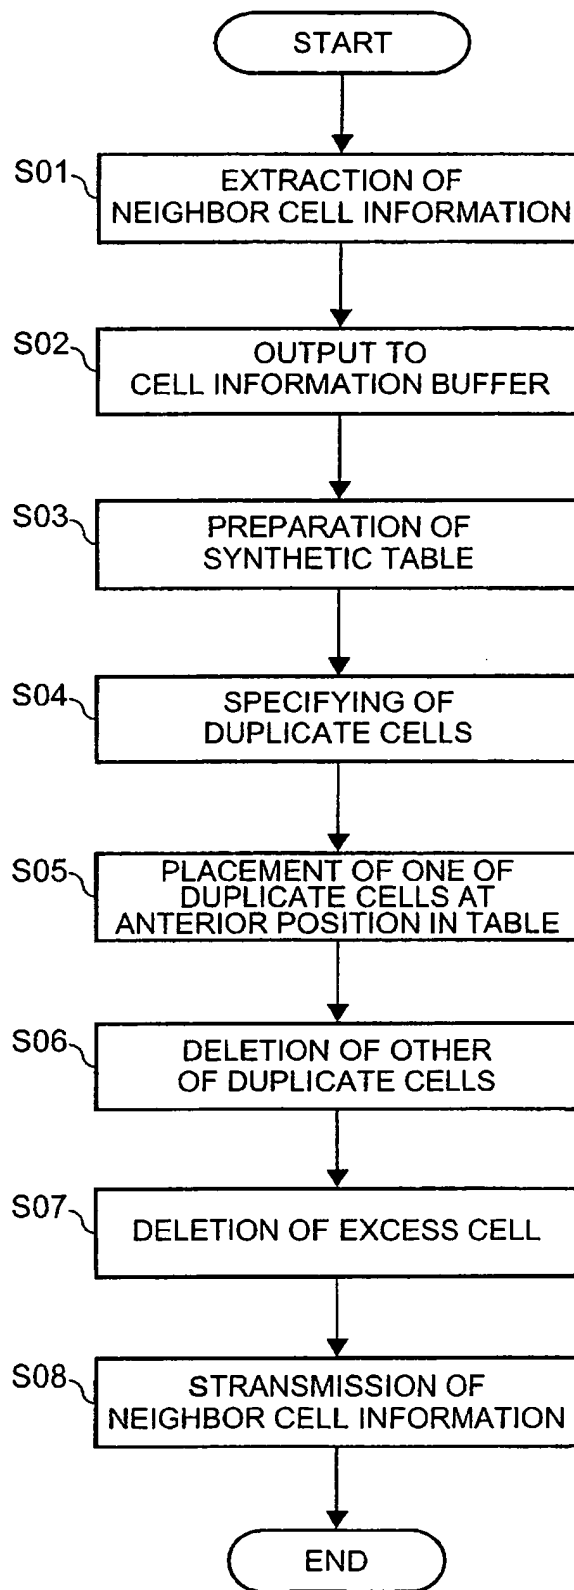 START
S01
EXTRACTION OF
NEIGHBOR CELL INFORMATION
S02
OUTPUT TO
CELL INFORMATION BUFFER
S03
PREPARATION OF
SYNTHETIC TABLE
S04
SPECIFYING OF
DUPLICATE CELLS
S05
PLACEMENT OF ONE OF
DUPLICATE CELLS AT
ANTERIOR POSITION IN TABLE
S06
DELETION OF OTHER
OF DUPLICATE CELLS
S07
DELETION OF EXCESS CELL
S08
STRANSMISSION OF
NEIGHBOR CELL INFORMATION
END